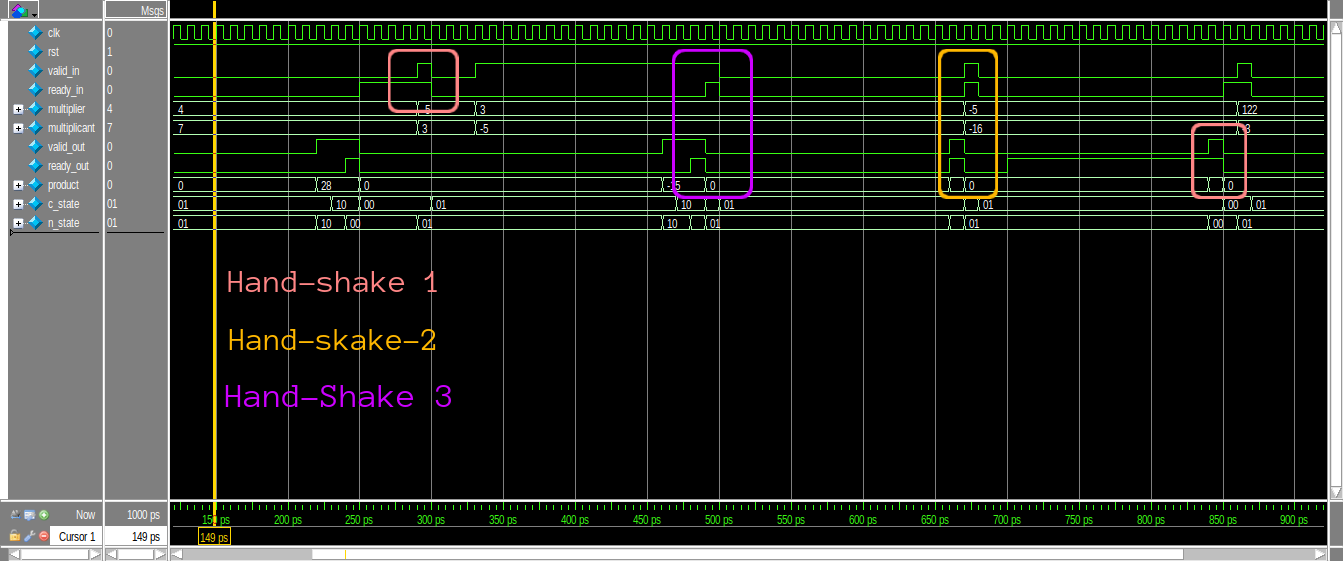 Msgs
clk 0
rst 1
valid_in 0
ready_in 0
multiplier 4 4 -5 3 -5 122
multiplicant 7 7 3 -5 -16
valid_out 0
ready_out 0
product 0 0 28 0 0 0 0
c_state 01 01 10 00 01 10 01 01 00 01
n_state 01 01 10 00 01 10 01 01 00 01
Hand-shake 1
Hand-skake-2
Hand-Shake 3
Now 1000 ps 150 ps 200 ps 250 ps 300 ps 350 ps 400 ps 450 ps 500 ps 550 ps 600 ps 650 ps 700 ps 750 ps 800 ps 850 ps 900 ps
Cursor 1 149 ps 149 ps